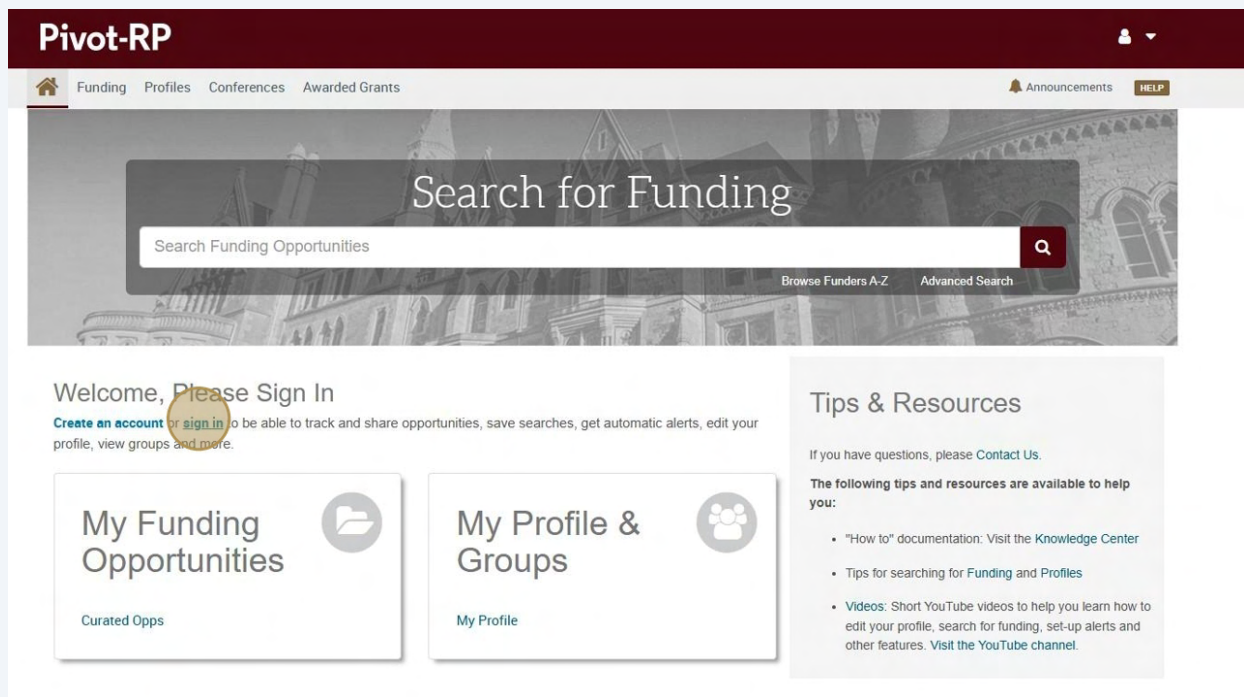 Pivot-RP
Funding Profiles Conferences Awarded Grants
Announcements HELP
Search for Funding
Search Funding Opportunities
Browse Funders A-Z Advanced Search
Welcome, Please Sign In
Create an account or sign in to be able to track and share opportunities, save searches, get automatic alerts, edit your
profile, view groups and more.
My Funding
Opportunities
Curated Opps
My Profile &
Groups
My Profile
Tips & Resources
If you have questions, please Contact Us.
The following tips and resources are available to help
you:
• "How to" documentation: Visit the Knowledge Center
• Tips for searching for Funding and Profiles
• Videos: Short YouTube videos to help you learn how to
edit your profile, search for funding, set-up alerts and
other features. Visit the YouTube channel.